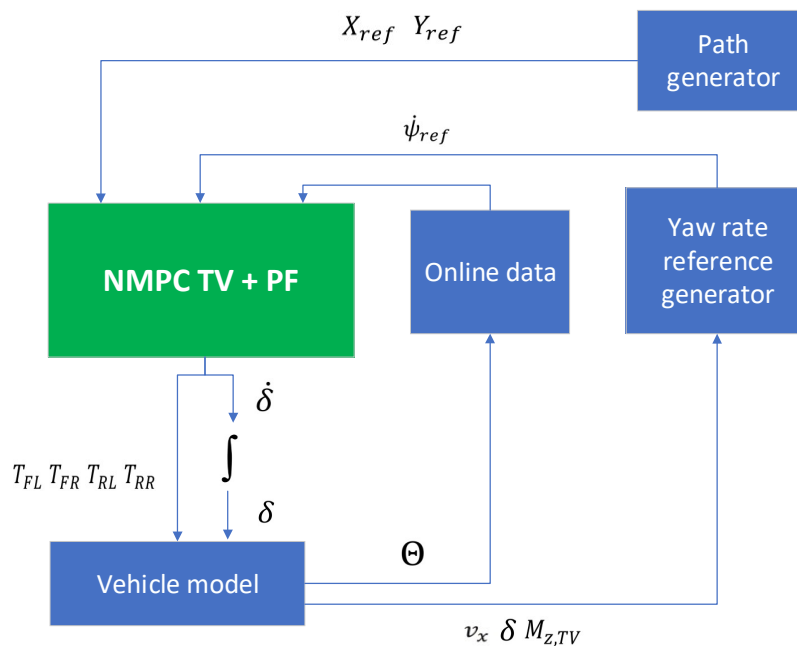 X_ref Y_ref
Path
generator
ψ̇_ref
NMPC TV + PF
Online data
Yaw rate
reference
generator
δ̇
∫
T_FL T_FR T_RL T_RR
δ
Vehicle model
Θ
v_x δ M_z,TV